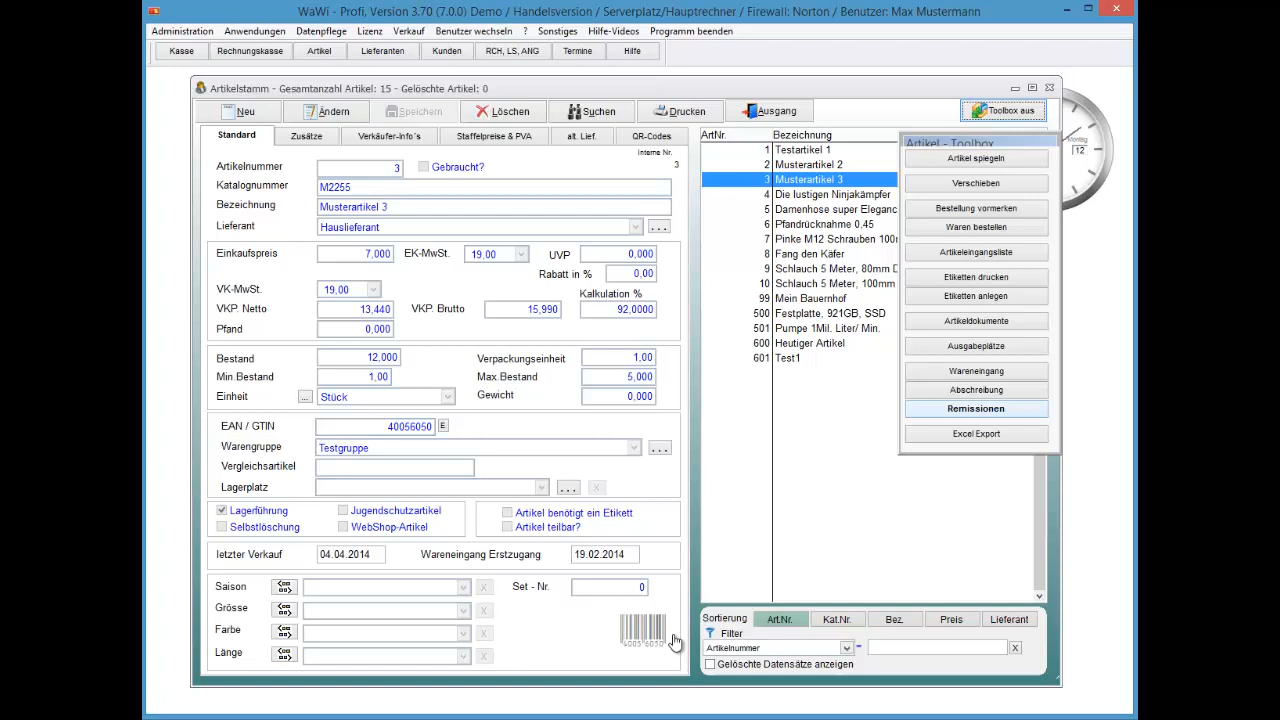 WaWi - Profi, Version 3.70 (7.0.0) Demo / Handelsversion / Serverplatz/Hauptrechner / Firewall: Norton / Benutzer: Max Mustermann
Administration Anwendungen Datenpflege Lizenz Verkauf Benutzer wechseln ? Sonstiges Hilfe-Videos Programm beenden
Kasse Rechnungskasse Artikel Lieferanten Kunden RCH, LS, ANG Termine Hilfe
Artikelstamm - Gesamtanzahl Artikel: 15 - Gelöschte Artikel: 0
Neu Ändern Speichern Löschen Suchen Drucken Ausgang Toolbox aus
Standard Zusätze Verkäufer-Info´s Staffelpreise & PVA alt. Lief. QR-Codes
Interne Nr.
3
Artikelnummer 3 Gebraucht?
Katalognummer M2255
Bezeichnung Musterartikel 3
Lieferant Hauslieferant ...
Einkaufspreis 7,000 EK-MwSt. 19,00 UVP 0,000
Rabatt in % 0,00
VK-MwSt. 19,00 Kalkulation %
VKP. Netto 13,440 VKP. Brutto 15,990 92,0000
Pfand 0,000
Bestand 12,000 Verpackungseinheit 1,00
Min.Bestand 1,00 Max.Bestand 5,000
Einheit ... Stück Gewicht 0,000
EAN / GTIN 40056050 E
Warengruppe Testgruppe ...
Vergleichsartikel
Lagerplatz ... X
Lagerführung Jugendschutzartikel Artikel benötigt ein Etikett
Selbstlöschung WebShop-Artikel Artikel teilbar?
letzter Verkauf 04.04.2014 Wareneingang Erstzugang 19.02.2014
Saison X Set - Nr. 0
Grösse X
Farbe X
Länge X
40056050
ArtNr. Bezeichnung
1 Testartikel 1
2 Musterartikel 2
3 Musterartikel 3
4 Die lustigen Ninjakämpfer
5 Damenhose super Eleganc
6 Pfandrücknahme 0,45
7 Pinke M12 Schrauben 100
8 Fang den Käfer
9 Schlauch 5 Meter, 80mm D
10 Schlauch 5 Meter, 100mm
99 Mein Bauernhof
500 Festplatte, 921GB, SSD
501 Pumpe 1Mil. Liter/ Min.
600 Heutiger Artikel
601 Test1
Artikel - Toolbox
Artikel spiegeln
Verschieben
Bestellung vormerken
Waren bestellen
Artikeleingangsliste
Etiketten drucken
Etiketten anlegen
Artikeldokumente
Ausgabeplätze
Wareneingang
Abschreibung
Remissionen
Excel Export
Montag
12
Sortierung Art.Nr. Kat.Nr. Bez. Preis Lieferant
Filter
Artikelnummer = X
Gelöschte Datensätze anzeigen